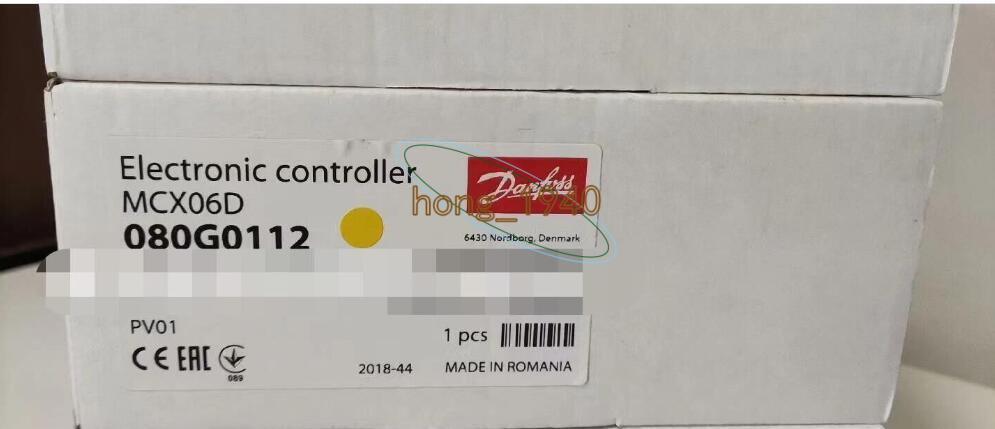 Electronic controller
MCX06D
080G0112
Danfoss
hong_1940
6430 Nordborg, Denmark
PV01
1 pcs
CE EAC
089
2018-44
MADE IN ROMANIA